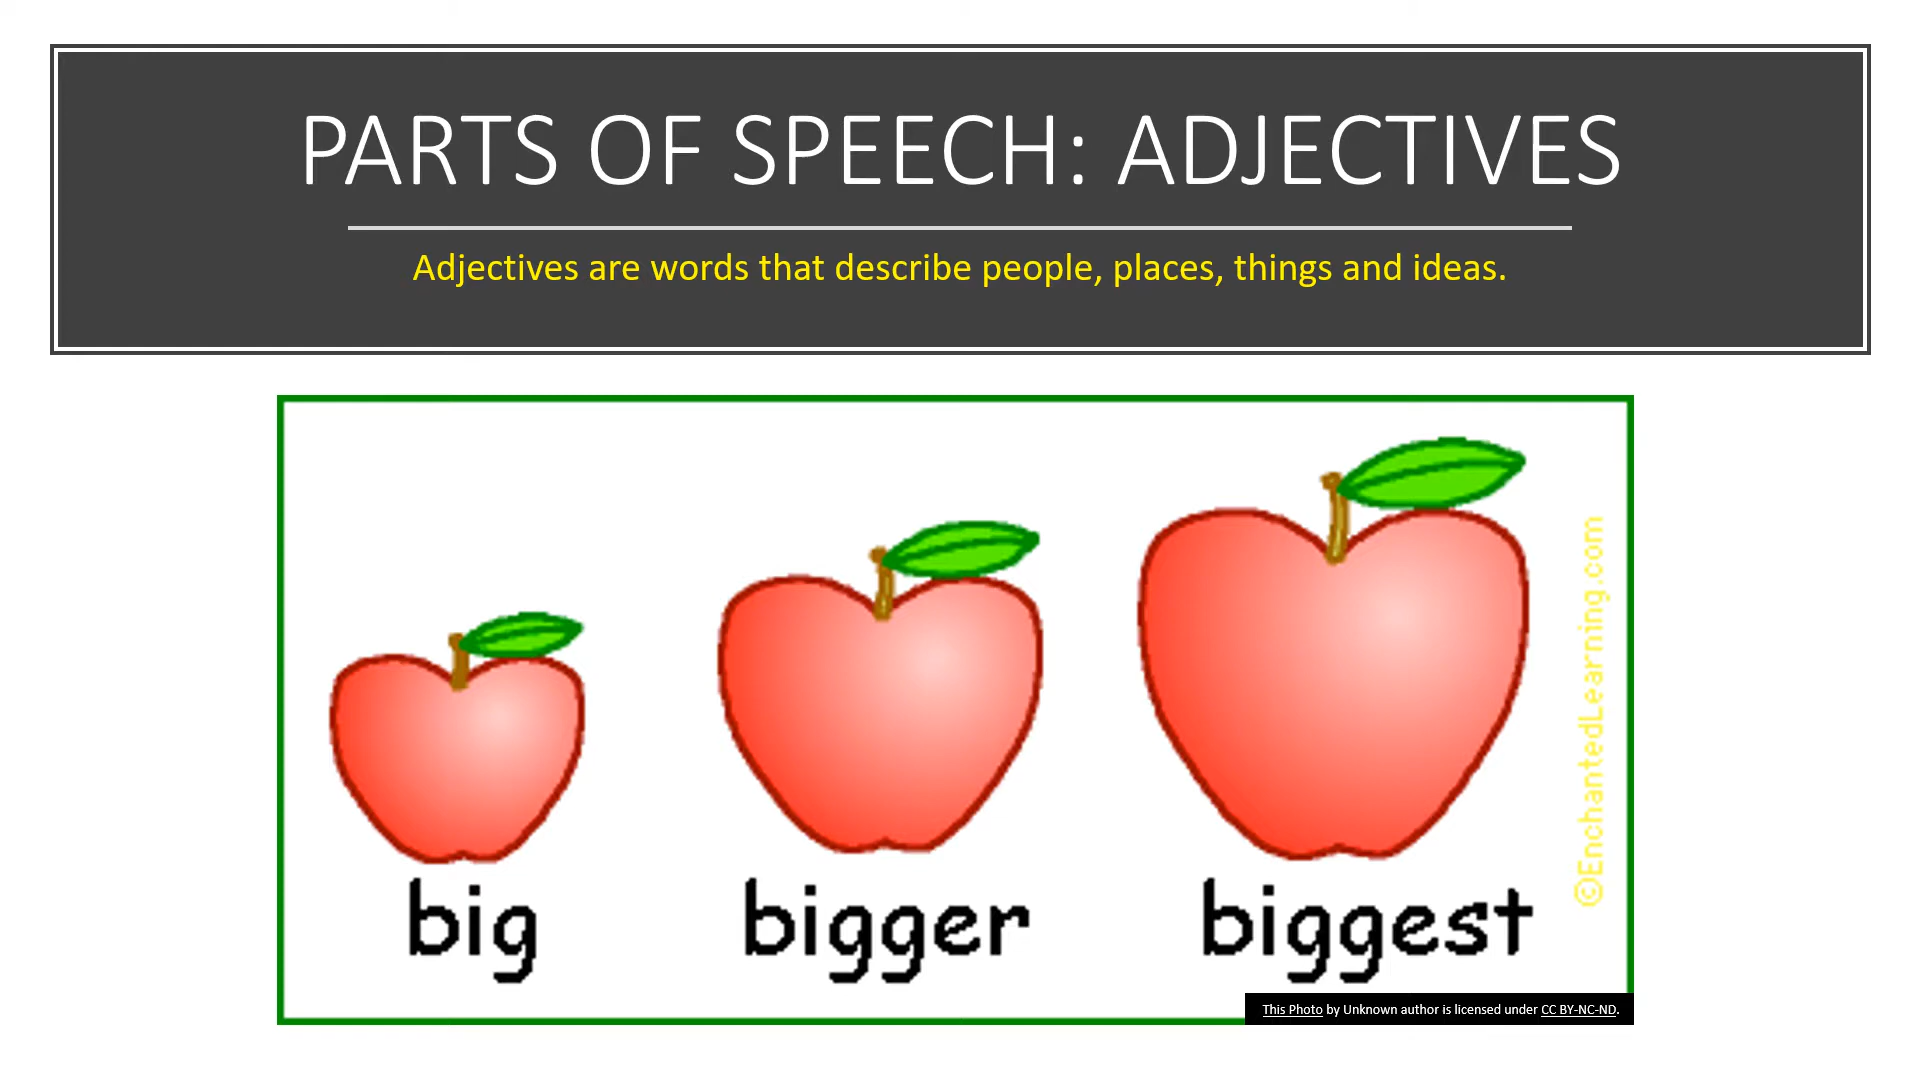 PARTS OF SPEECH: ADJECTIVES
Adjectives are words that describe people, places, things and ideas.
big bigger biggest
©EnchantedLearning.com
This Photo by Unknown author is licensed under CC BY-NC-ND.